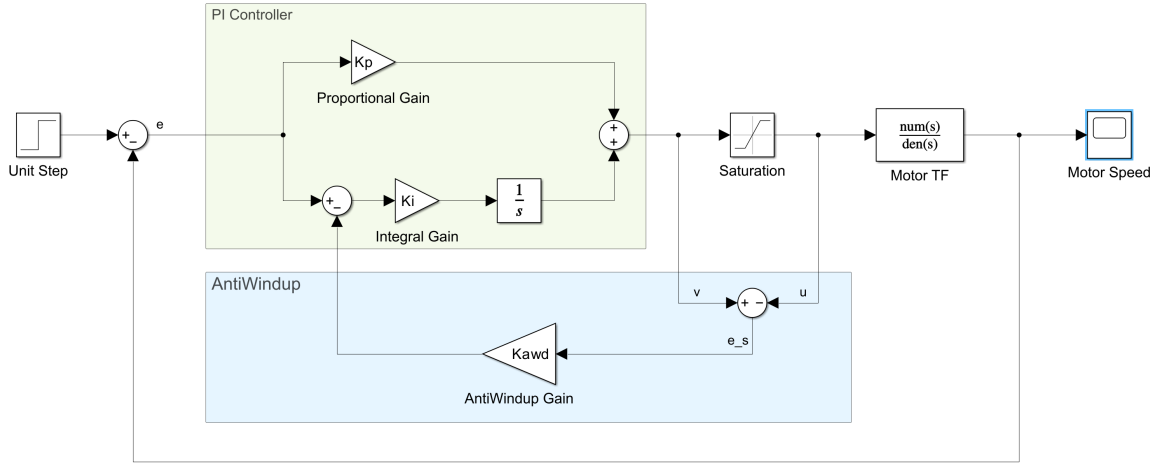 PI Controller
Kp
Proportional Gain
e
+
−
Unit Step
+
+
Saturation
num(s)
den(s)
Motor TF
Motor Speed
+
−
Ki
1
s
Integral Gain
AntiWindup
v
u
+ −
e_s
Kawd
AntiWindup Gain